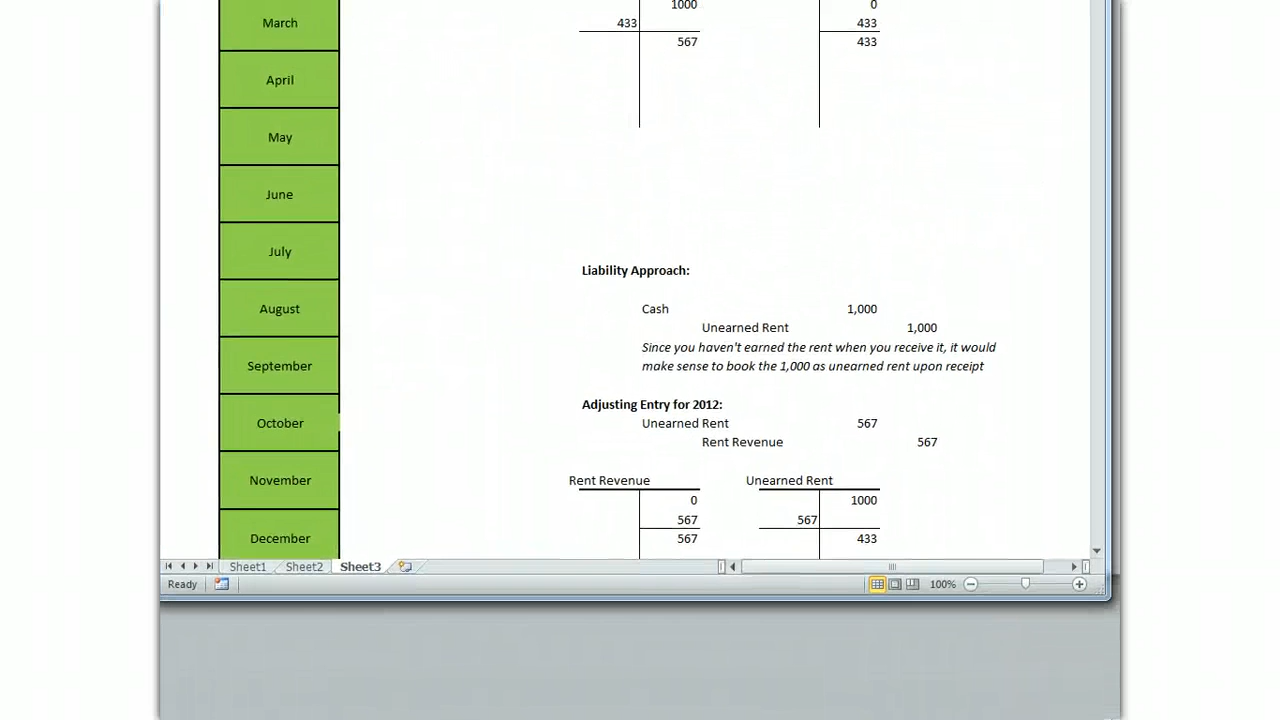 March
1000 0
433 433
567 433
April
May
June
July
August
September
October
November
December
Liability Approach:
Cash 1,000
Unearned Rent 1,000
Since you haven't earned the rent when you receive it, it would
make sense to book the 1,000 as unearned rent upon receipt
Adjusting Entry for 2012:
Unearned Rent 567
Rent Revenue 567
Rent Revenue Unearned Rent
0 1000
567 567
567 433
Sheet1 Sheet2 Sheet3
Ready 100%